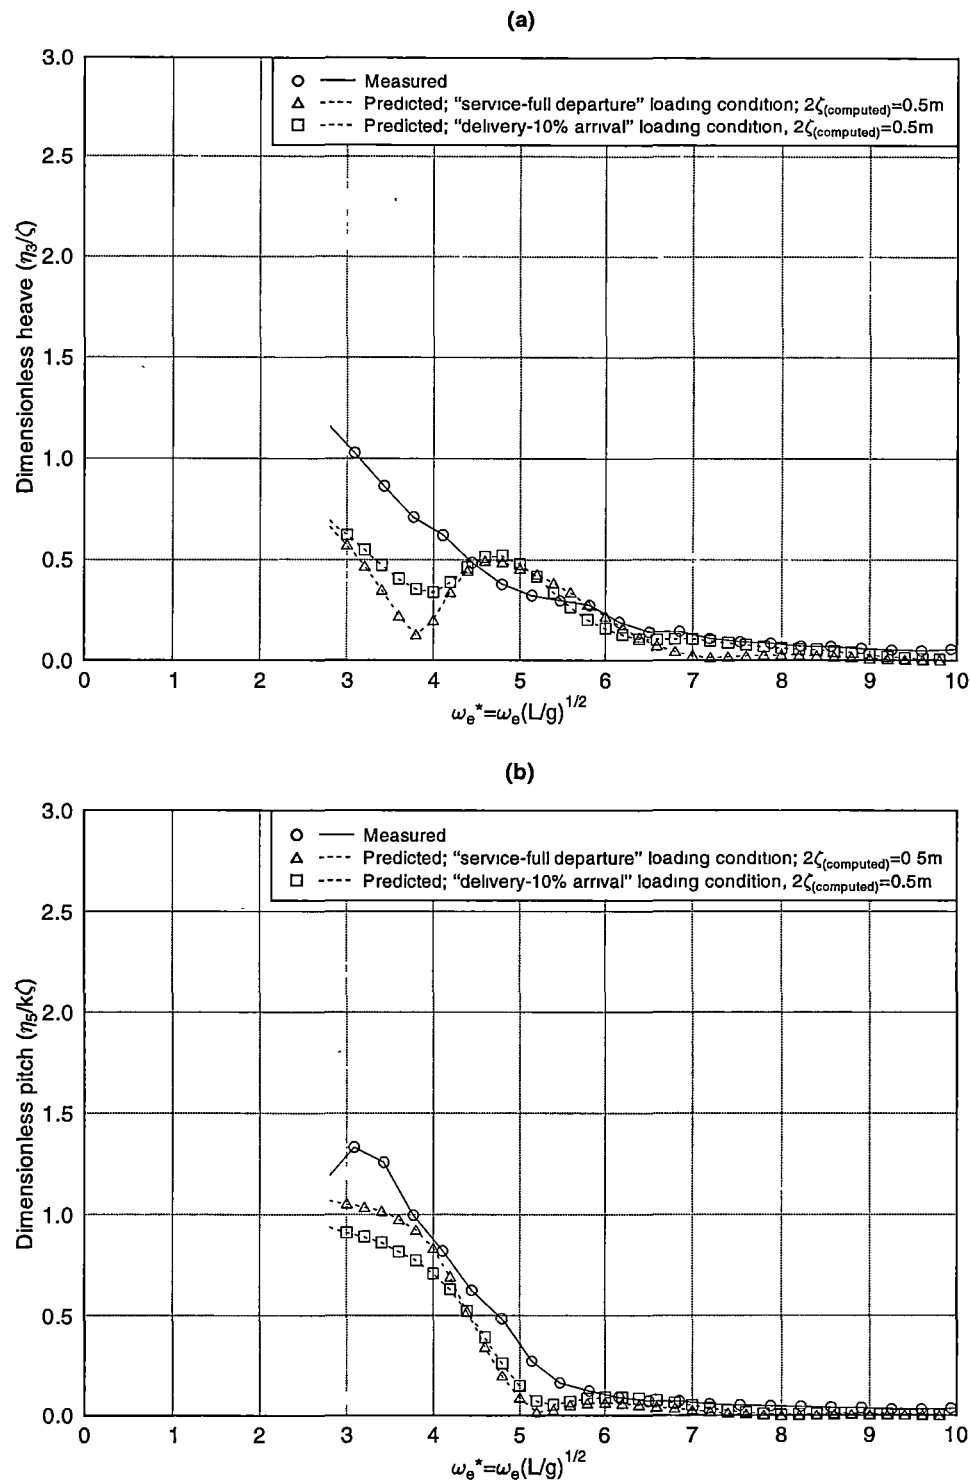 (a)
3.0
2.5
2.0
1.5
1.0
0.5
0.0
Dimensionless heave (η₃/ζ)
Measured
Predicted; “service-full departure” loading condition; 2ζ(computed)=0.5m
Predicted; “delivery-10% arrival” loading condition, 2ζ(computed)=0.5m
0 1 2 3 4 5 6 7 8 9 10
ωₑ*=ωₑ(L/g)^1/2
(b)
3.0
2.5
2.0
1.5
1.0
0.5
0.0
Dimensionless pitch (η₅/kζ)
Measured
Predicted; “service-full departure” loading condition; 2ζ(computed)=0 5m
Predicted; “delivery-10% arrival” loading condition, 2ζ(computed)=0.5m
0 1 2 3 4 5 6 7 8 9 10
ωₑ*=ωₑ(L/g)^1/2